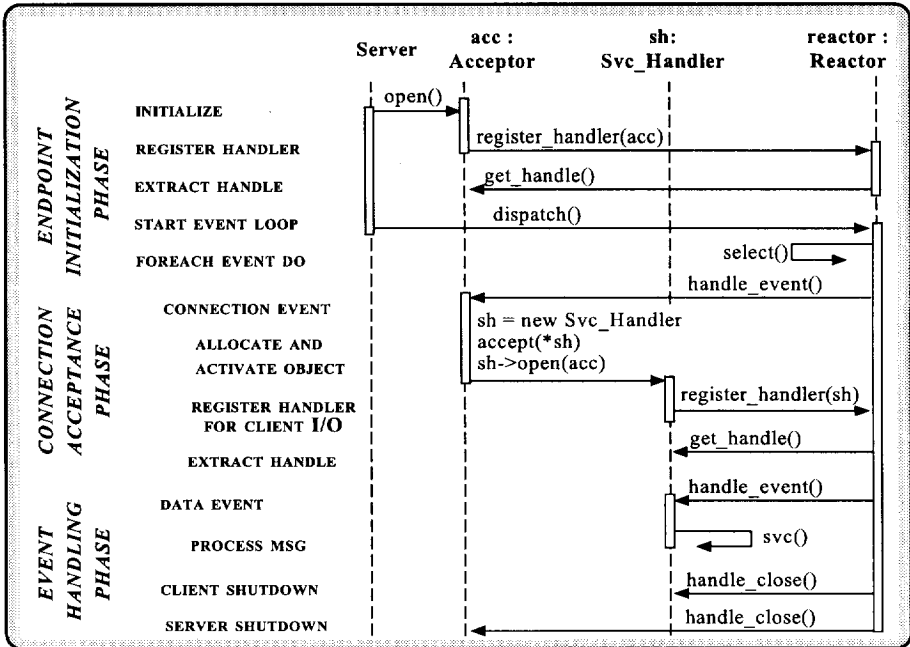 Server
acc :
Acceptor
sh:
Svc_Handler
reactor :
Reactor
ENDPOINT
INITIALIZATION
PHASE
INITIALIZE
open()
REGISTER HANDLER
register_handler(acc)
EXTRACT HANDLE
get_handle()
START EVENT LOOP
dispatch()
FOREACH EVENT DO
select()
CONNECTION
ACCEPTANCE
PHASE
CONNECTION EVENT
handle_event()
ALLOCATE AND
ACTIVATE OBJECT
sh = new Svc_Handler
accept(*sh)
sh->open(acc)
REGISTER HANDLER
FOR CLIENT I/O
register_handler(sh)
EXTRACT HANDLE
get_handle()
EVENT
HANDLING
PHASE
DATA EVENT
handle_event()
PROCESS MSG
svc()
CLIENT SHUTDOWN
handle_close()
SERVER SHUTDOWN
handle_close()